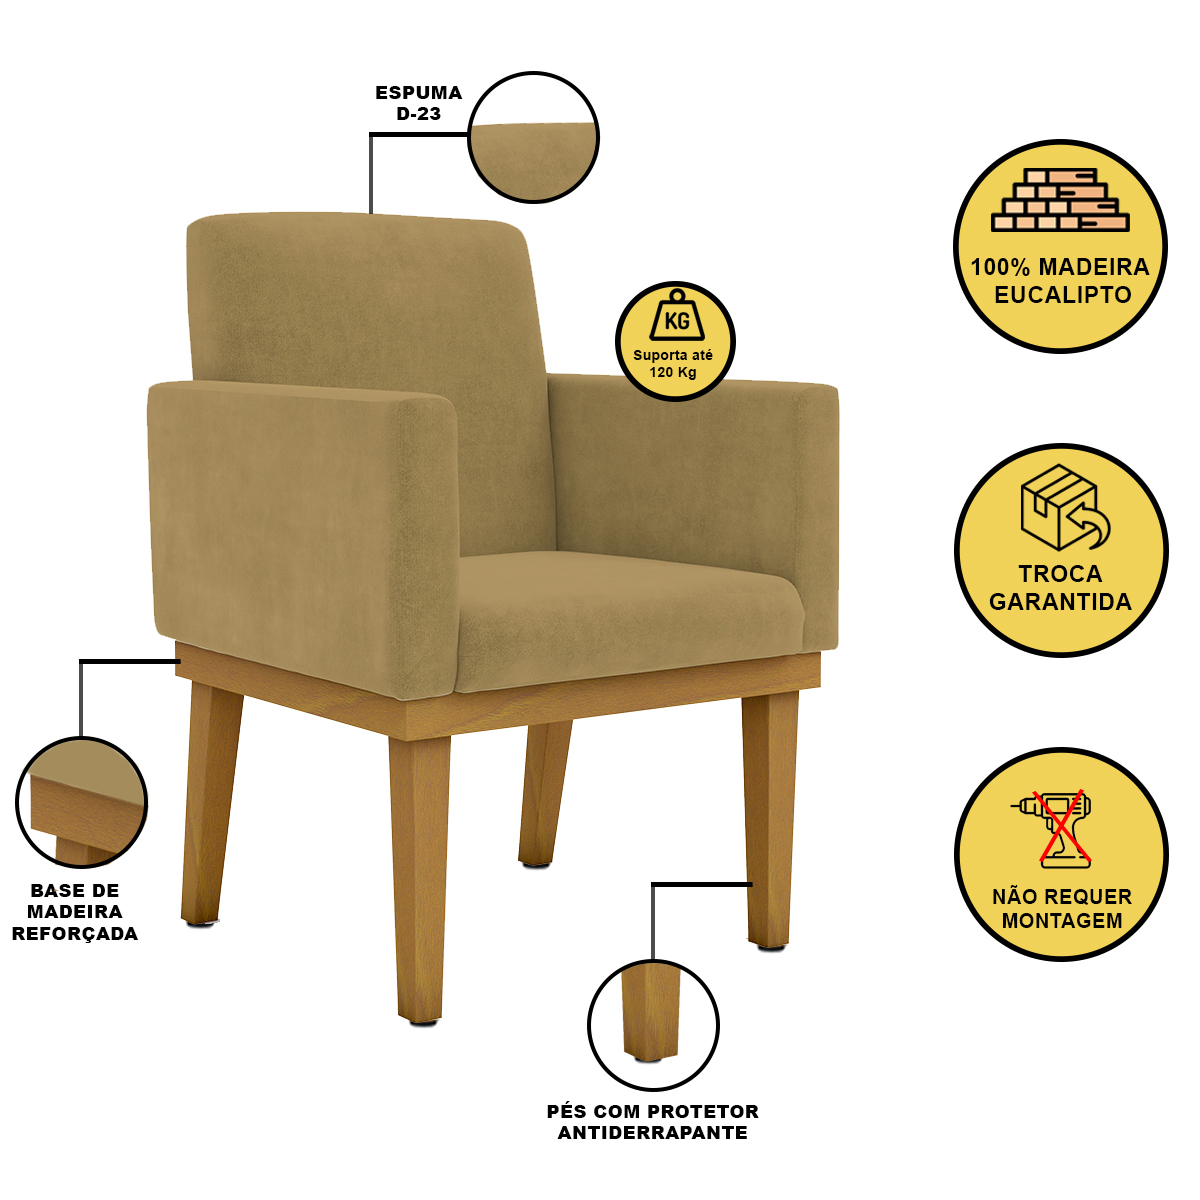 ESPUMA
D-23
KG
Suporta até
120 Kg
100% MADEIRA
EUCALIPTO
TROCA
GARANTIDA
NÃO REQUER
MONTAGEM
BASE DE
MADEIRA
REFORÇADA
PÉS COM PROTETOR
ANTIDERRAPANTE